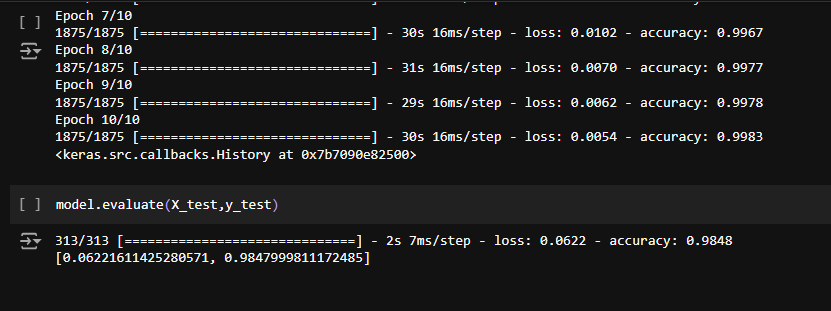 [ ] Epoch 7/10
1875/1875 [==============================] - 30s 16ms/step - loss: 0.0102 - accuracy: 0.9967
Epoch 8/10
1875/1875 [==============================] - 31s 16ms/step - loss: 0.0070 - accuracy: 0.9977
Epoch 9/10
1875/1875 [==============================] - 29s 16ms/step - loss: 0.0062 - accuracy: 0.9978
Epoch 10/10
1875/1875 [==============================] - 30s 16ms/step - loss: 0.0054 - accuracy: 0.9983
<keras.src.callbacks.History at 0x7b7090e82500>
[ ] model.evaluate(X_test,y_test)
313/313 [==============================] - 2s 7ms/step - loss: 0.0622 - accuracy: 0.9848
[0.06221611425280571, 0.9847999811172485]